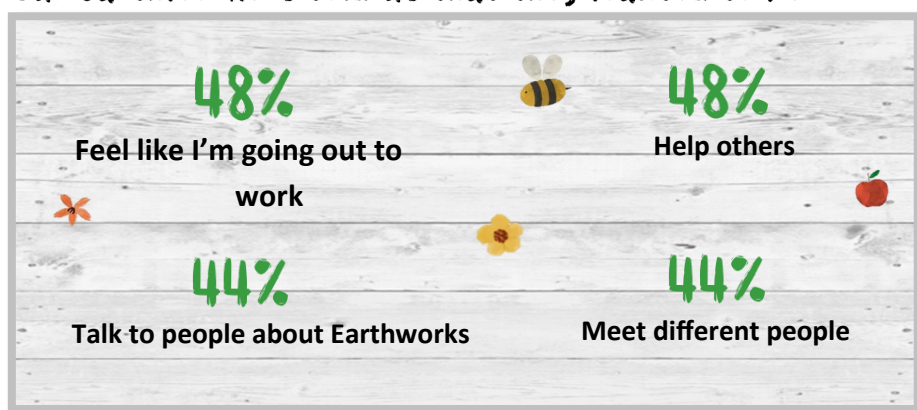 48%
Feel like I’m going out to
work
48%
Help others
44%
Talk to people about Earthworks
44%
Meet different people